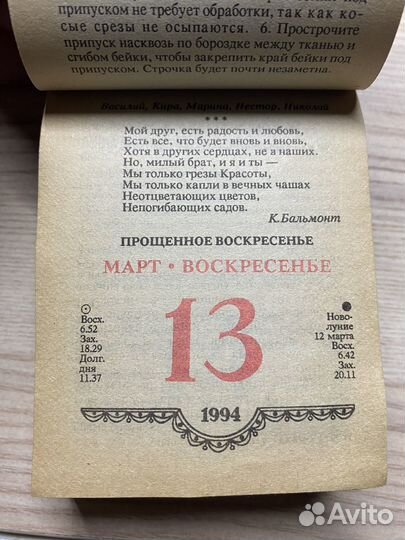 припуском не требует обработки, так как ко-
сые срезы не осыпаются. 6. Прострочите
припуск насквозь по бороздке между тканью и
сгибом бейки, чтобы закрепить край бейки под
припуском. Строчка будет почти незаметна.
Василий, Кира, Марина, Нестор, Николай
* * *
Мой друг, есть радость и любовь,
Есть все, что будет вновь и вновь,
Хотя в других сердцах, не в наших.
Но, милый брат, и я и ты —
Мы только грезы Красоты,
Мы только капли в вечных чашах
Неотцветающих цветов,
Непогибающих садов.
К.Бальмонт
ПРОЩЕННОЕ ВОСКРЕСЕНЬЕ
МАРТ • ВОСКРЕСЕНЬЕ
Восх.
6.52
Зах.
18.29
Долг.
дня
11.37
13
Ново-
луние
12 марта
Восх.
6.42
Зах.
20.11
1994
Avito